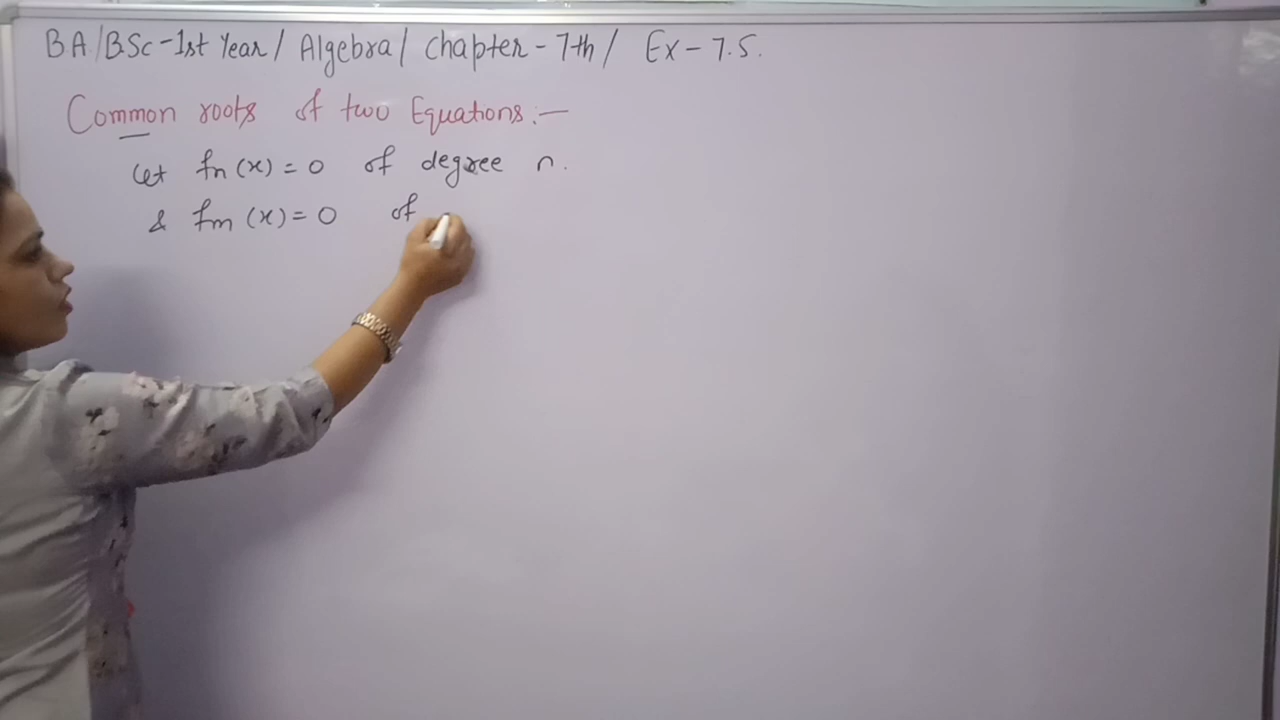 BA/BSc-1st Year/ Algebra/ Chapter-7th/ Ex-7.5.
Common roots of two Equations:-
Let fn(x)=0 of degree n.
& fm(x)=0 of